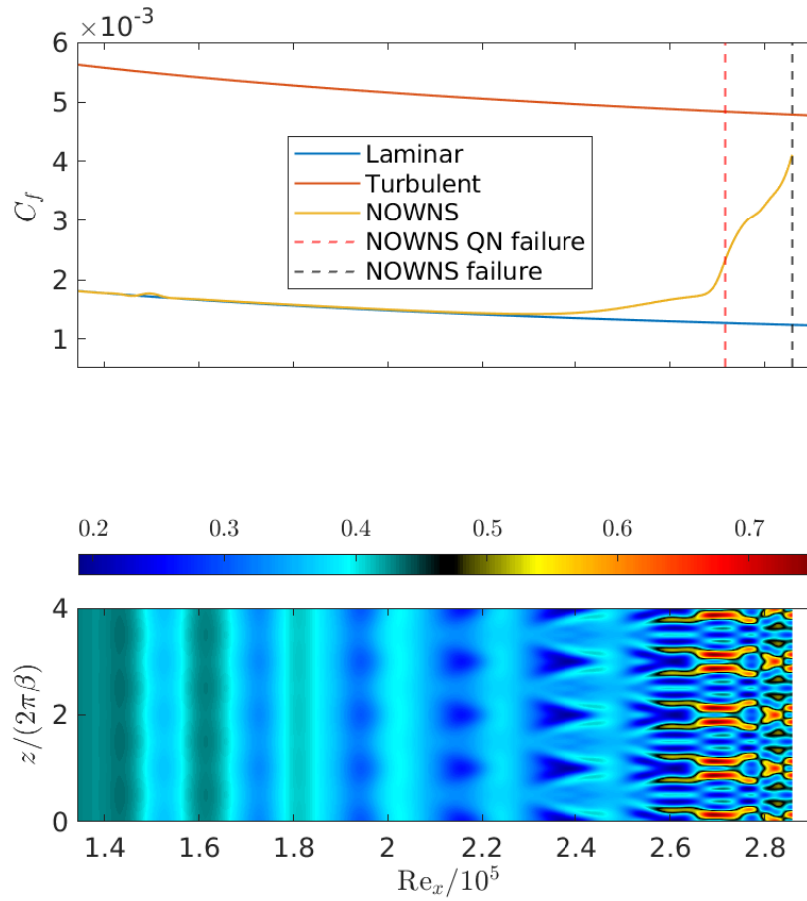 ×10⁻³
6
5
4
3
2
1
C_f
Laminar
Turbulent
NOWNS
NOWNS QN failure
NOWNS failure
0.2 0.3 0.4 0.5 0.6 0.7
4
2
0
z/(2πβ)
1.4 1.6 1.8 2 2.2 2.4 2.6 2.8
Re_x/10⁵